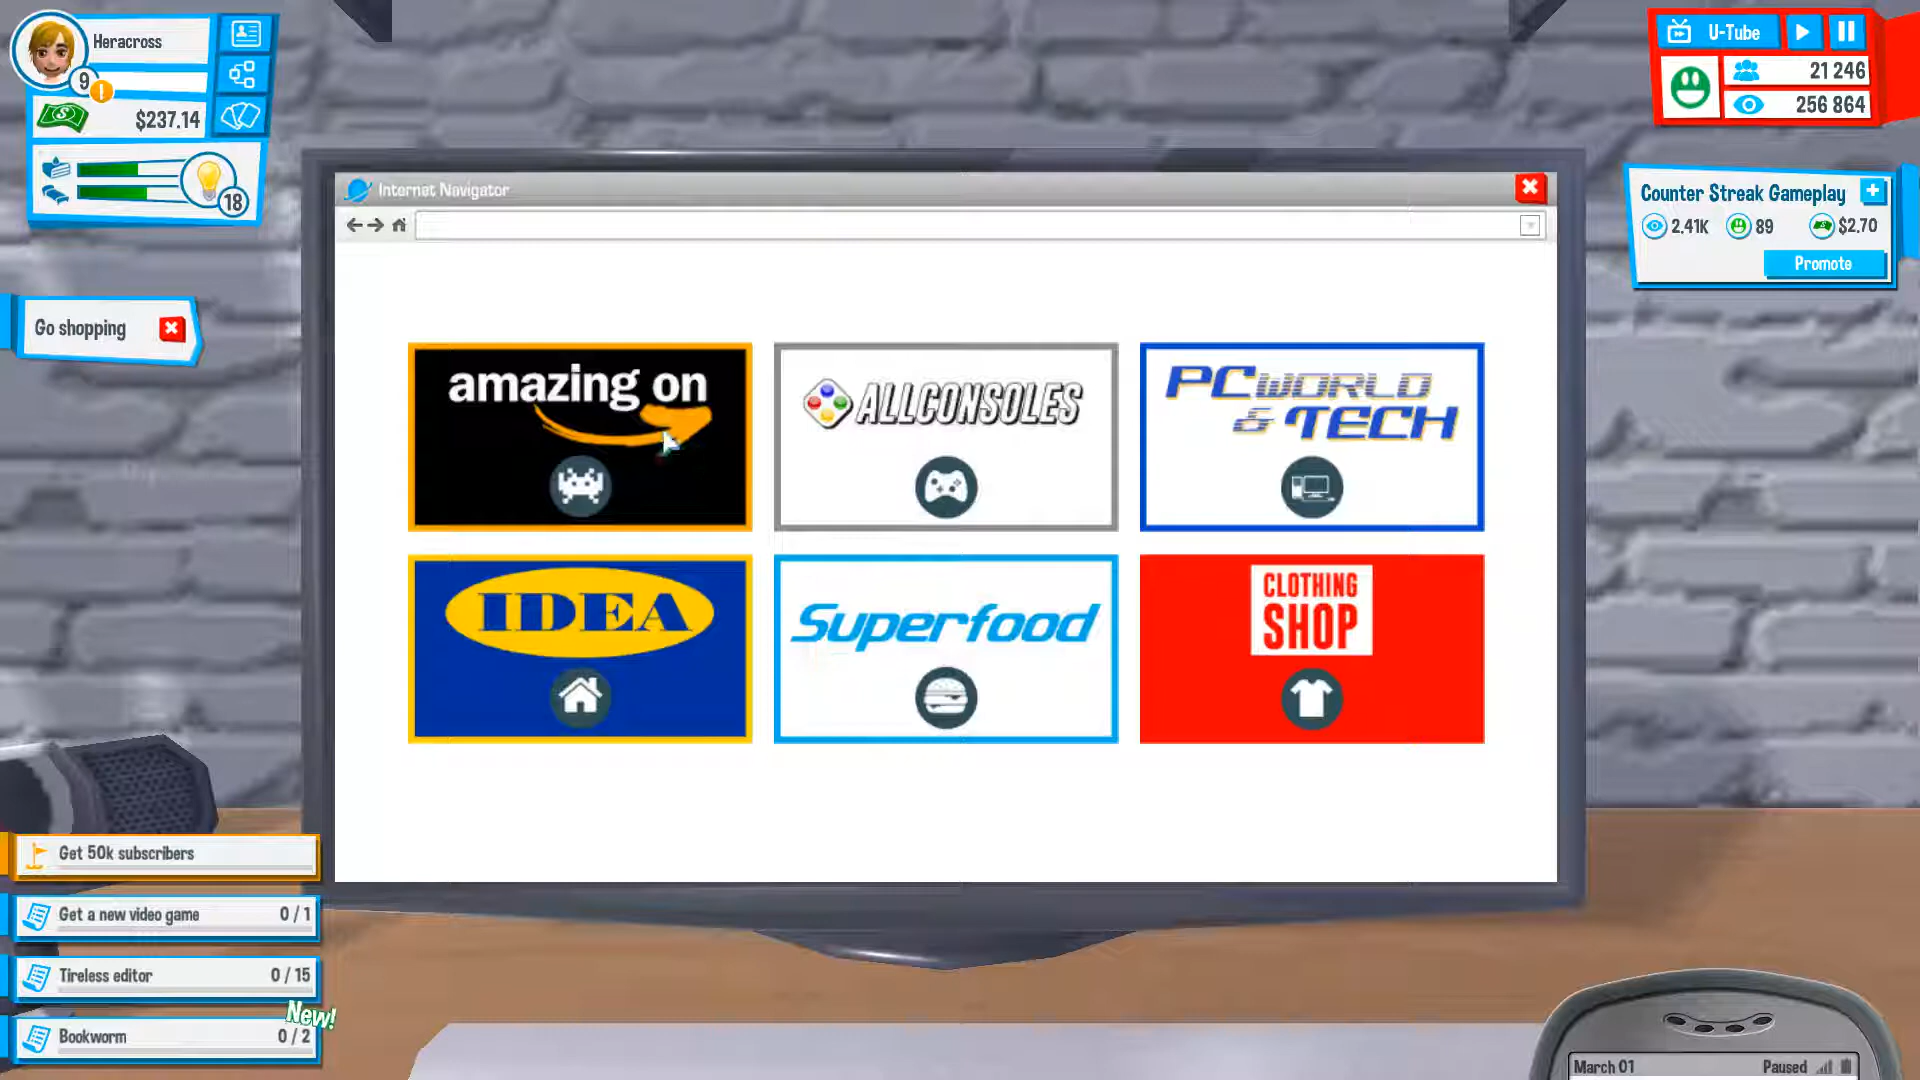 Heracross
9
!
$237.14
18
U-Tube
21 246
256 864
Internet Navigator
Counter Streak Gameplay
2.41K
89
$2.70
Promote
Go shopping
amazing on
ALLCONSOLES
PC WORLD
& TECH
IDEA
Superfood
CLOTHING
SHOP
Get 50k subscribers
Get a new video game 0 / 1
Tireless editor 0 / 15
New!
Bookworm 0 / 2
March 01 Paused